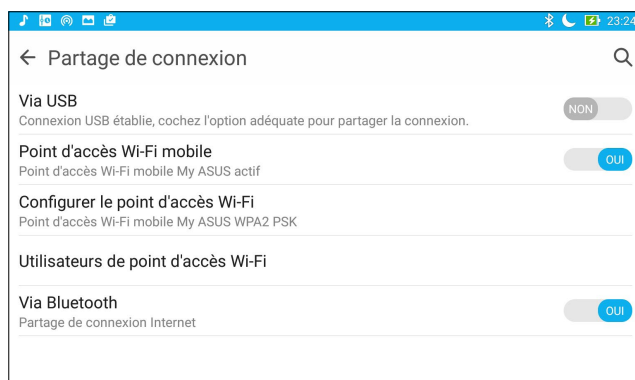 23:24
Partage de connexion
Via USB
NON
Connexion USB établie, cochez l'option adéquate pour partager la connexion.
Point d'accès Wi-Fi mobile
OUI
Point d'accès Wi-Fi mobile My ASUS actif
Configurer le point d'accès Wi-Fi
Point d'accès Wi-Fi mobile My ASUS WPA2 PSK
Utilisateurs de point d'accès Wi-Fi
Via Bluetooth
OUI
Partage de connexion Internet